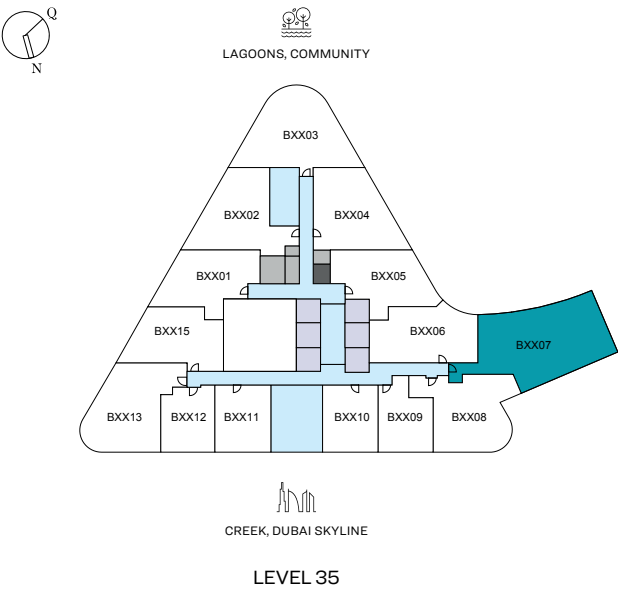 Q
N
LAGOONS, COMMUNITY
BXX03
BXX02 BXX04
BXX01 BXX05
BXX15 BXX06
BXX07
BXX13 BXX12 BXX11 BXX10 BXX09 BXX08
CREEK, DUBAI SKYLINE
LEVEL 35